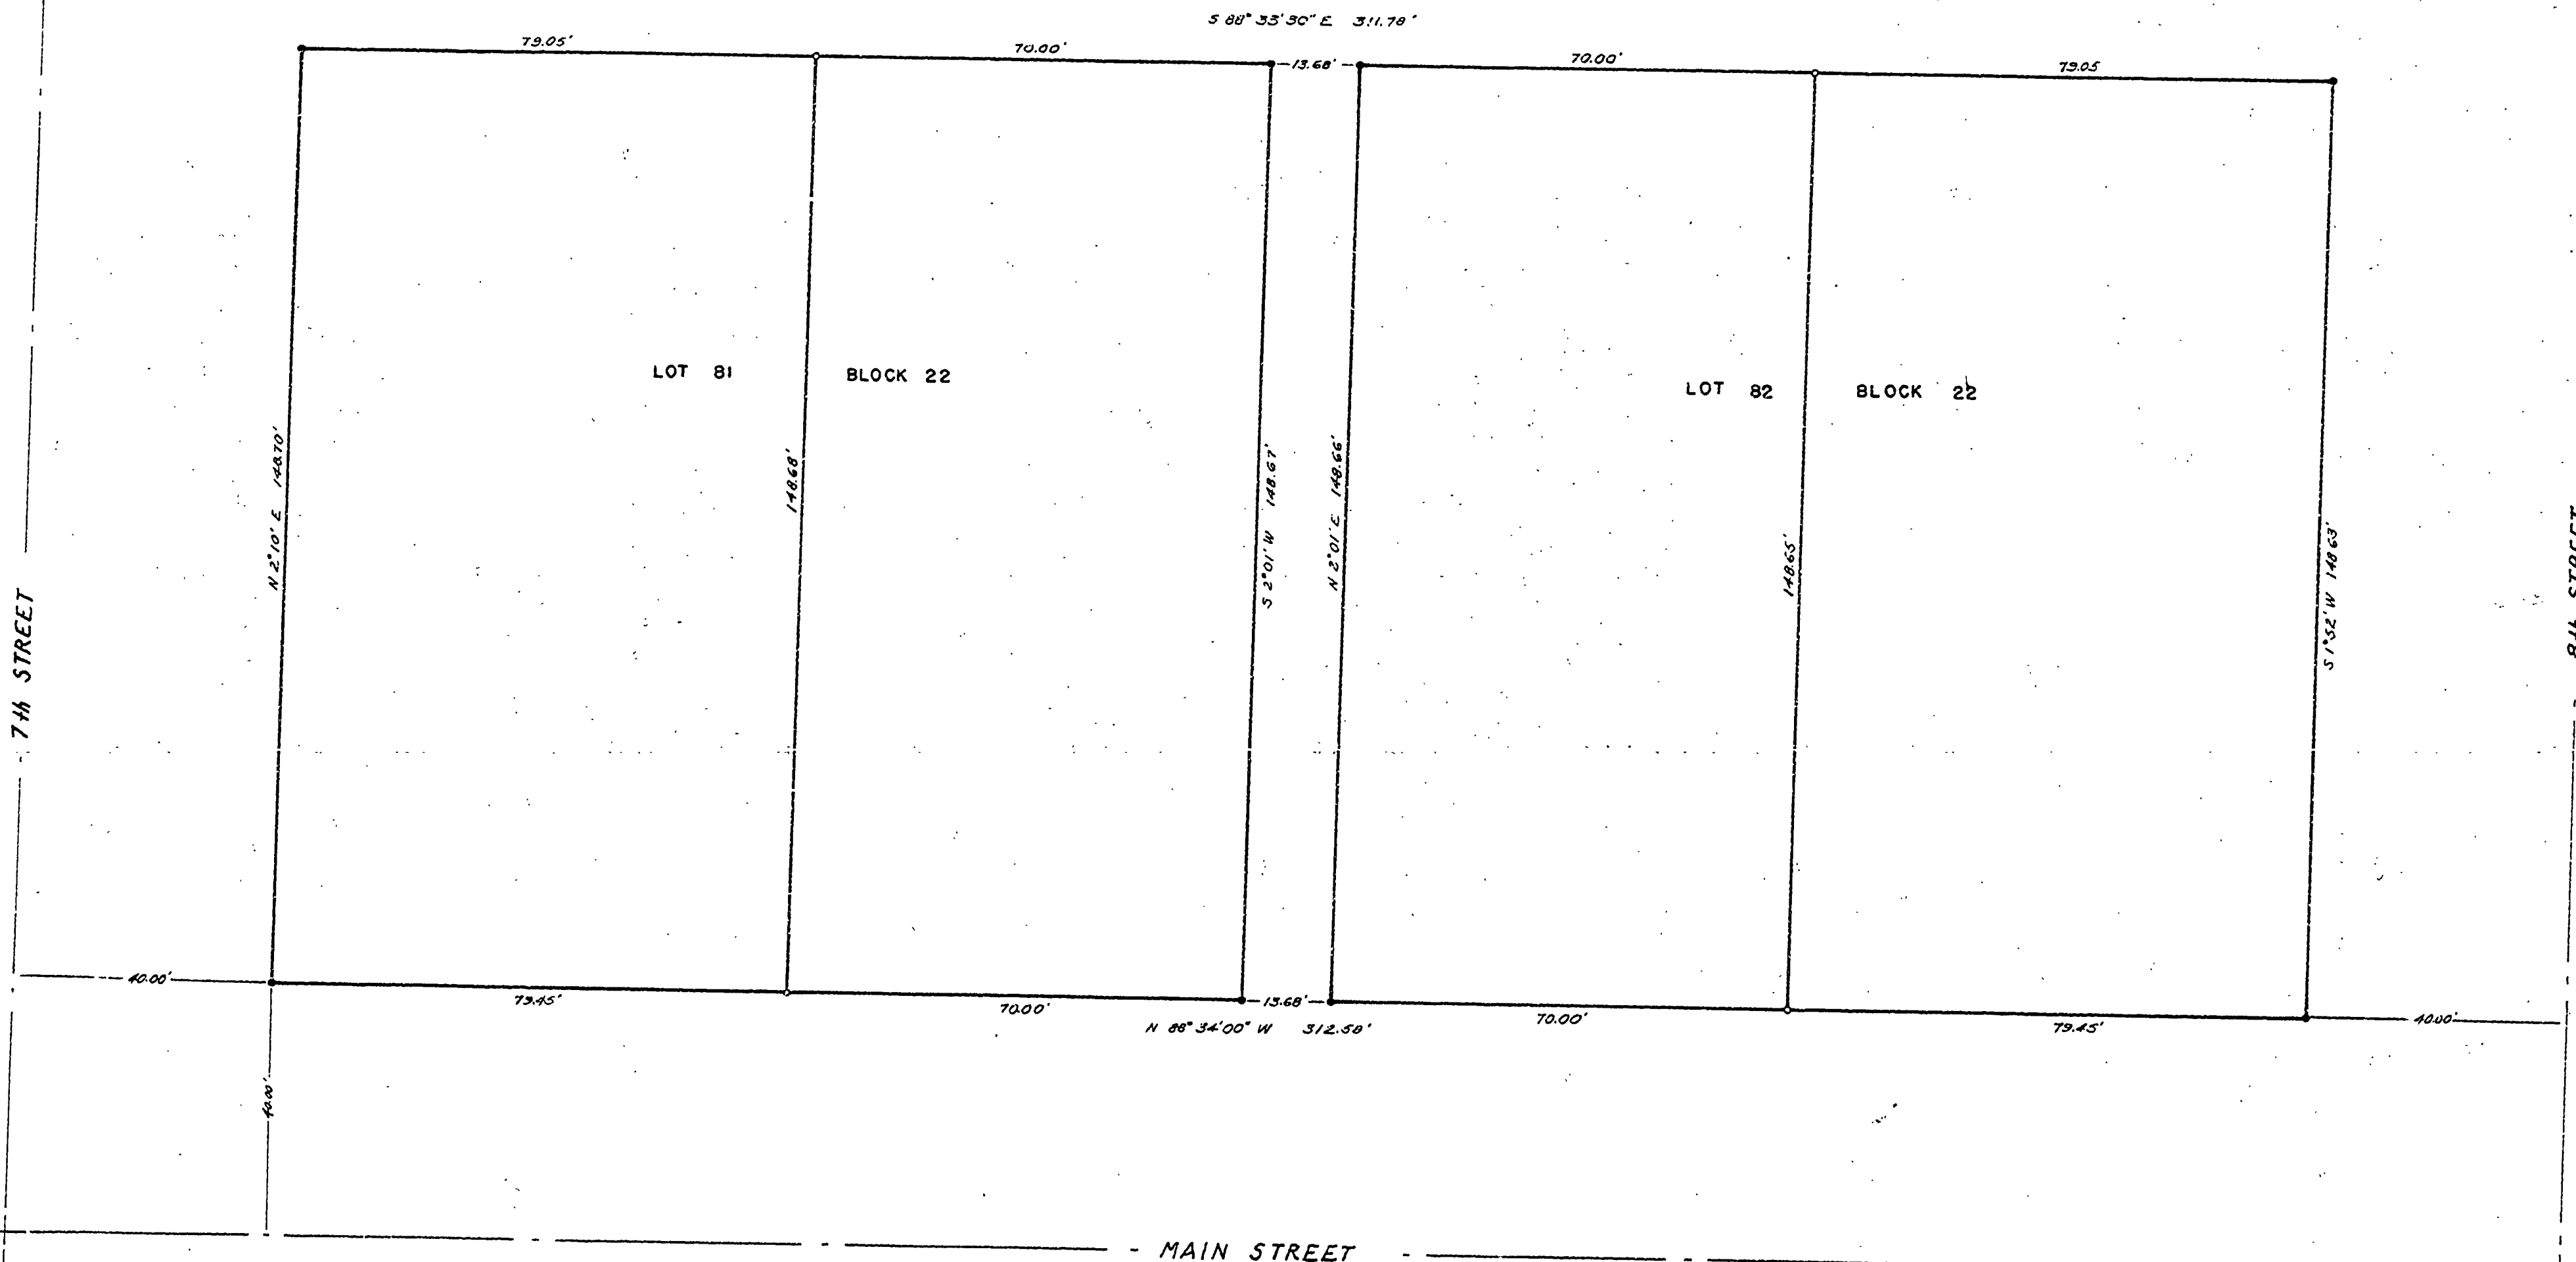 S 88° 33' 30" E 311.78'
79.05'
70.00'
13.68'
70.00'
79.05
LOT 81 BLOCK 22
LOT 82 BLOCK 22
N 2° 10' E 148.70'
148.68'
S 2° 01' W 148.67'
N 2° 01' E 148.66'
148.65'
S 1° 52' W 148.63'
7th STREET
8th STREET
40.00'
79.45'
70.00'
13.68'
70.00'
79.45'
40.00'
N 88° 34' 00" W 312.58'
40.00'
MAIN STREET